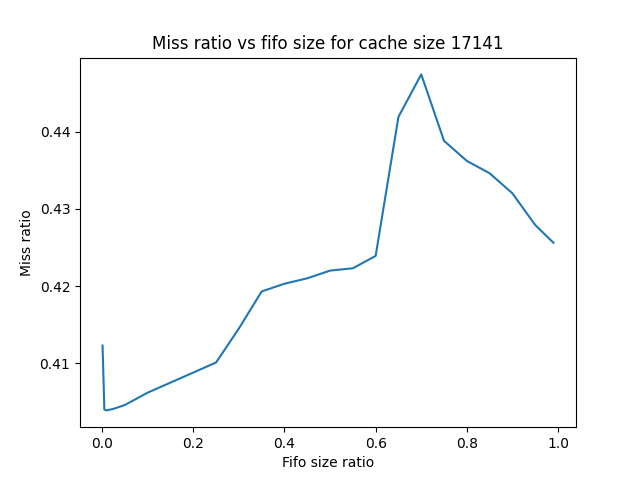 Miss ratio vs fifo size for cache size 17141
0.44
0.43
0.42
0.41
Miss ratio
0.0 0.2 0.4 0.6 0.8 1.0
Fifo size ratio